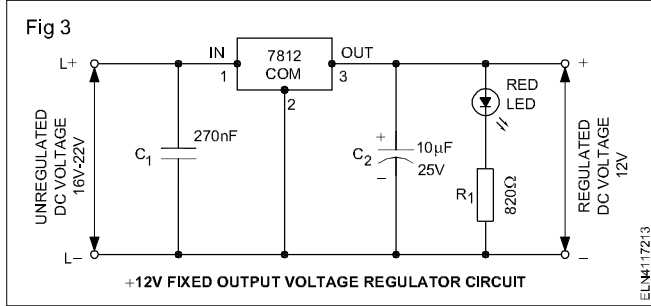 Fig 3
L+
IN
1
7812
COM
OUT
3
2
+
RED
LED
UNREGULATED
DC VOLTAGE
16V-22V
270nF
C1
+
C2
10µF
25V
−
R1
820Ω
REGULATED
DC VOLTAGE
12V
L−
−
+12V FIXED OUTPUT VOLTAGE REGULATOR CIRCUIT
ELN4117213